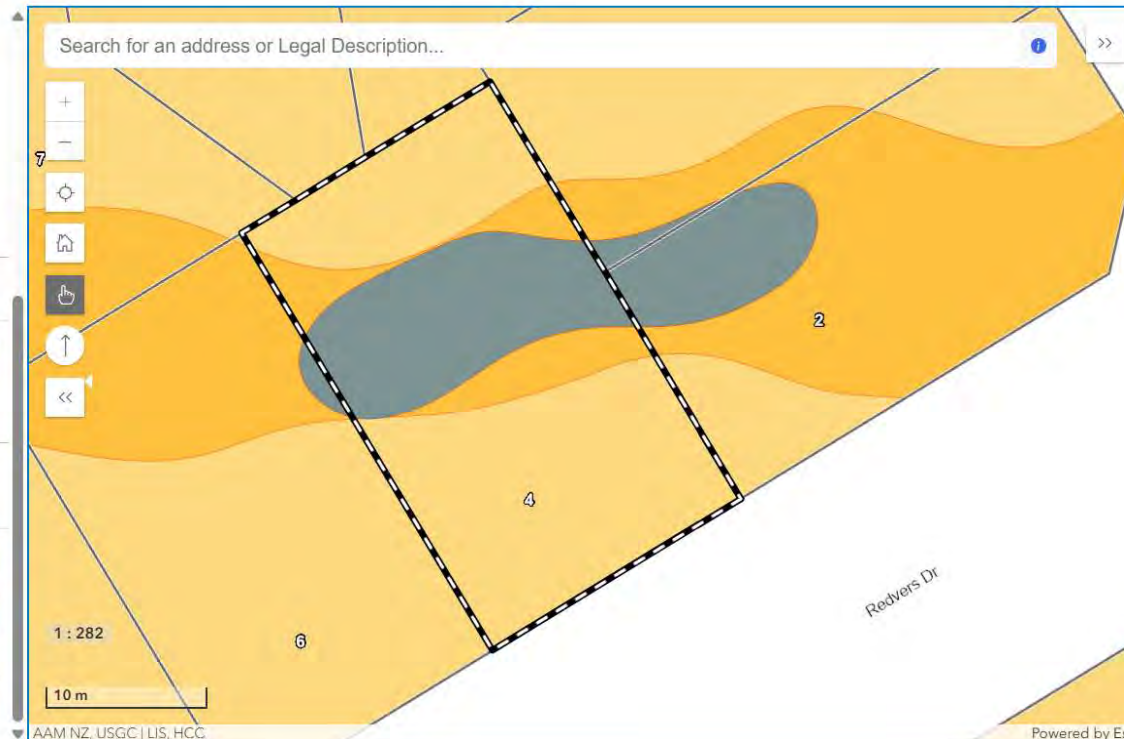 Search for an address or Legal Description...
7
2
4
Redvers Dr
6
1 : 282
10 m
AAM NZ, USGC | LIS, HCC
Powered by Es